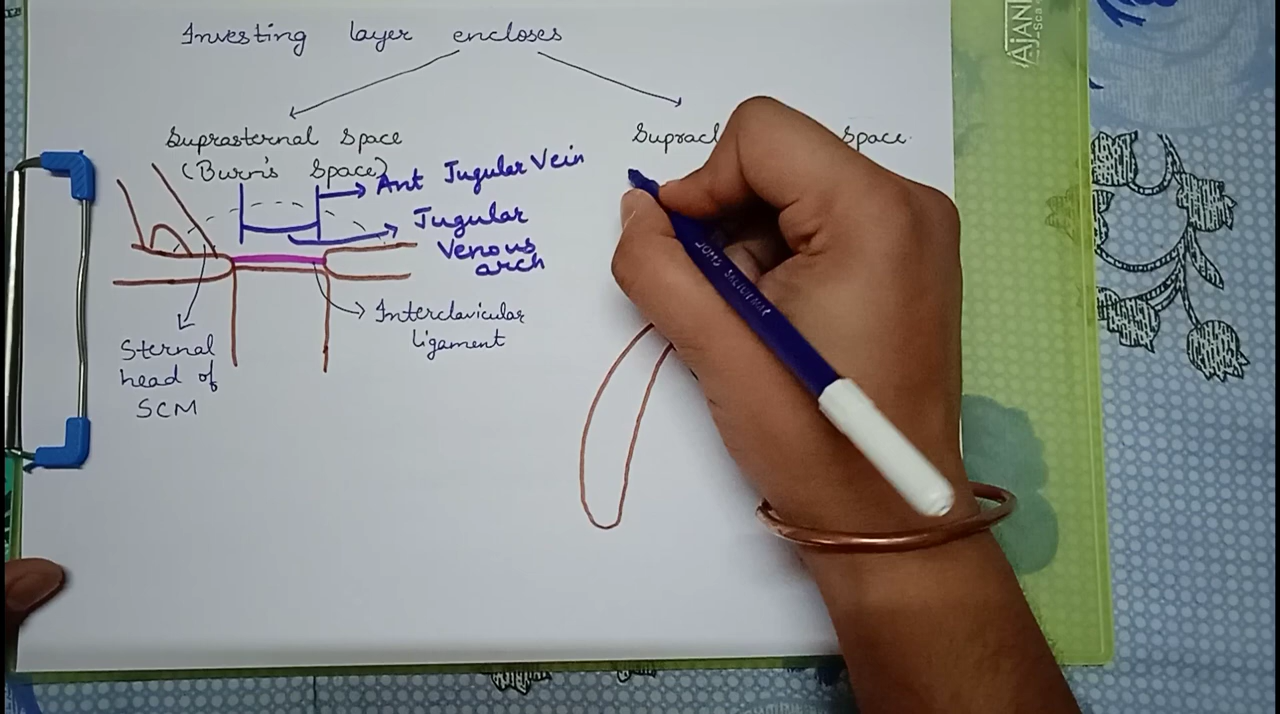 Investing layer encloses
Suprasternal Space
(Burn's Space)
Ant Jugular Vein
Jugular
Venous
arch
Interclavicular
ligament
Sternal
head of
SCM
Space
AJANI